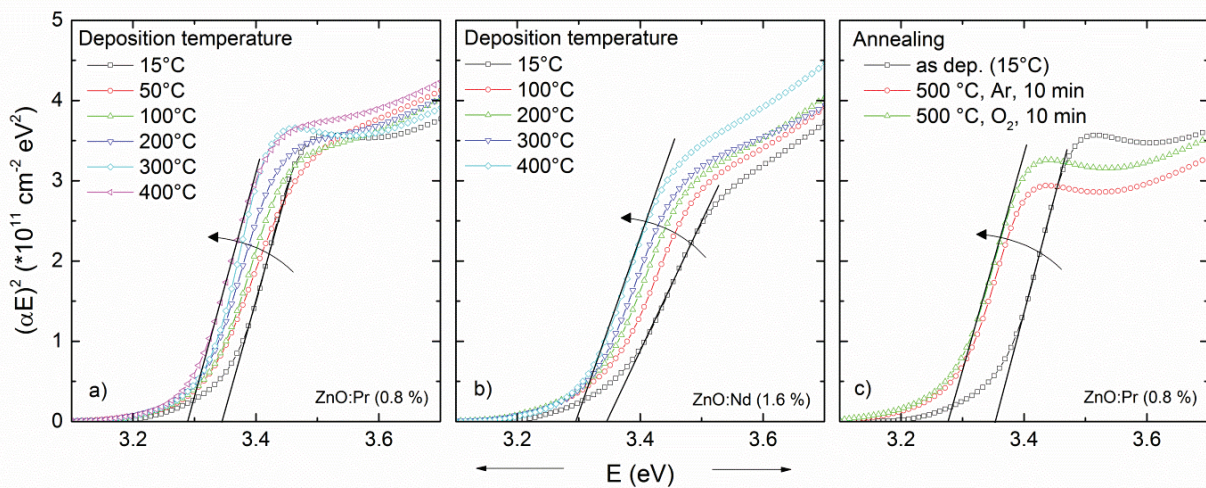 (αE)² (*10¹¹ cm⁻² eV²)
5
4
3
2
1
0
Deposition temperature
15°C
50°C
100°C
200°C
300°C
400°C
a)
ZnO:Pr (0.8 %)
3.2
3.4
3.6
Deposition temperature
15°C
100°C
200°C
300°C
400°C
b)
ZnO:Nd (1.6 %)
3.2
3.4
3.6
Annealing
as dep. (15°C)
500 °C, Ar, 10 min
500 °C, O₂, 10 min
c)
ZnO:Pr (0.8 %)
3.2
3.4
3.6
E (eV)